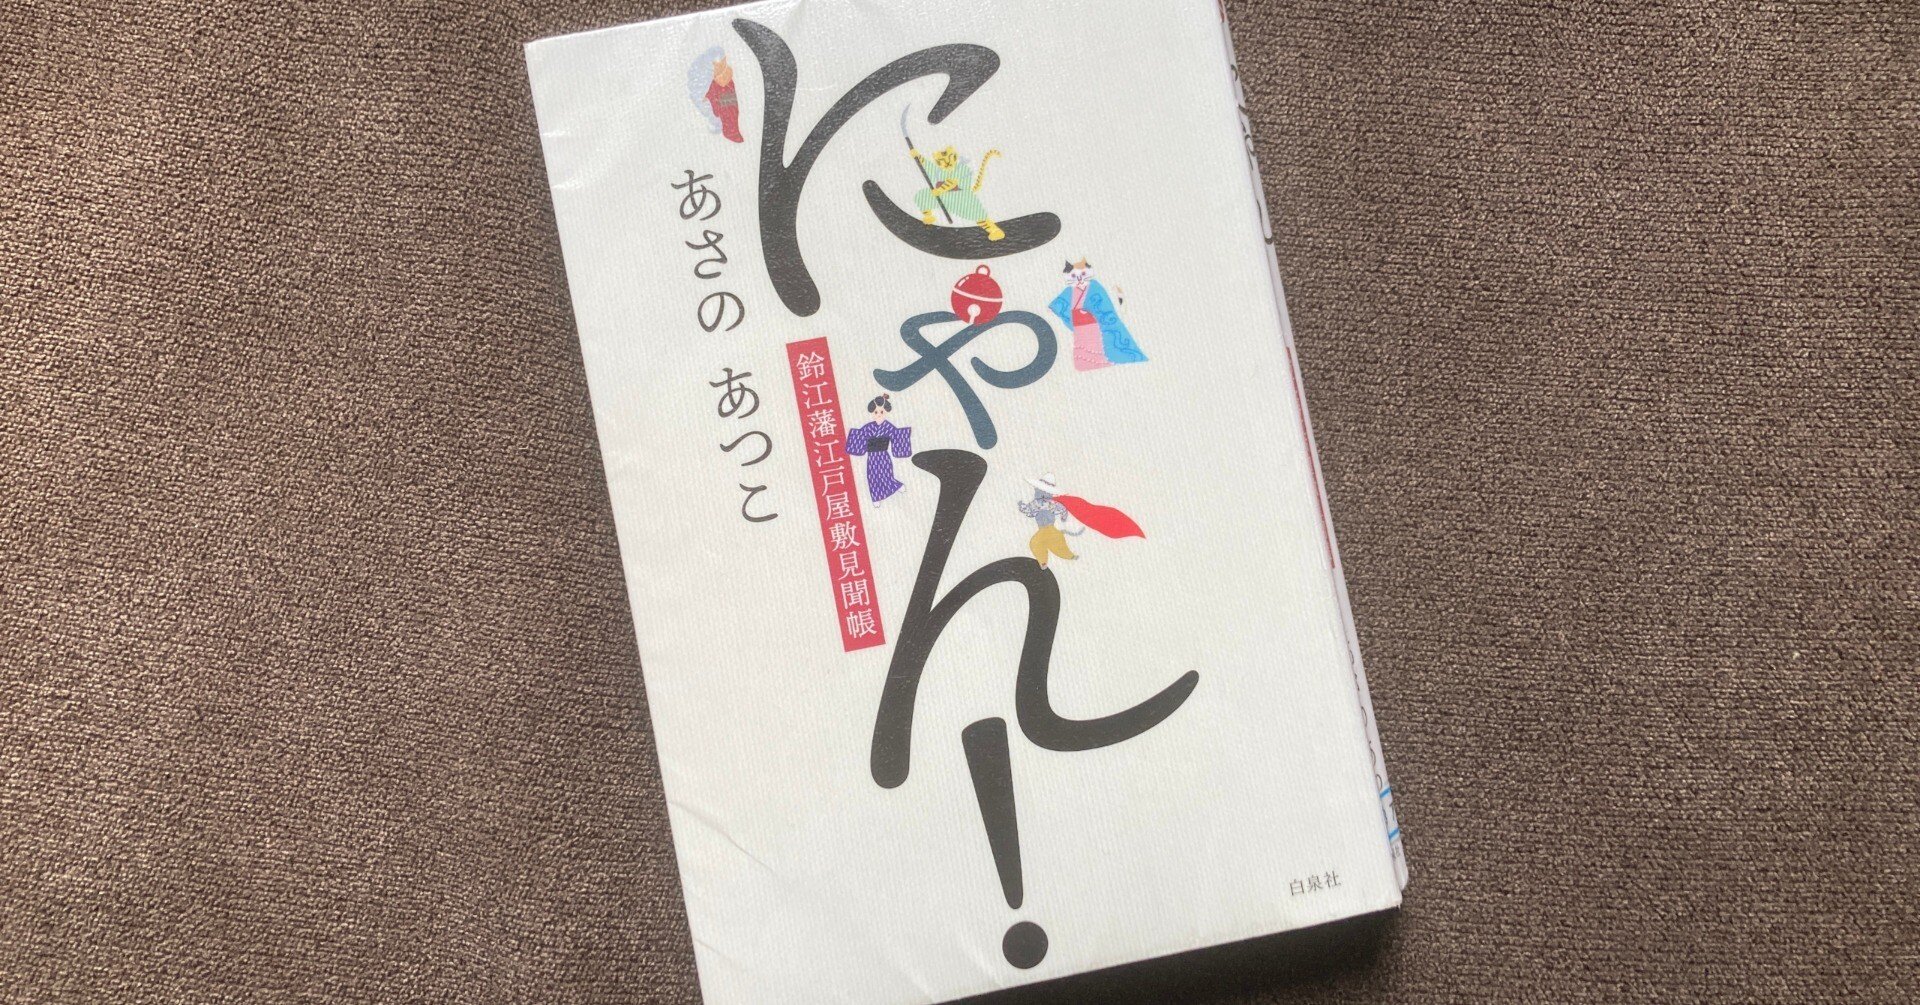 にゃん!
鈴江藩江戸屋敷見聞帳
あさの あつこ
白泉社